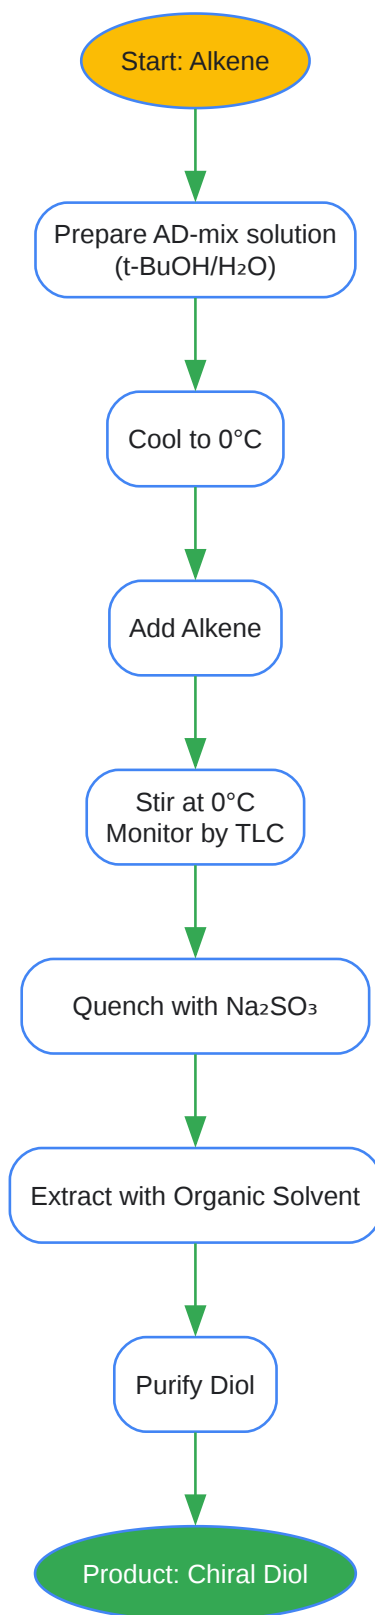 Start: Alkene
Prepare AD-mix solution
(t-BuOH/H₂O)
Cool to 0°C
Add Alkene
Stir at 0°C
Monitor by TLC
Quench with Na₂SO₃
Extract with Organic Solvent
Purify Diol
Product: Chiral Diol